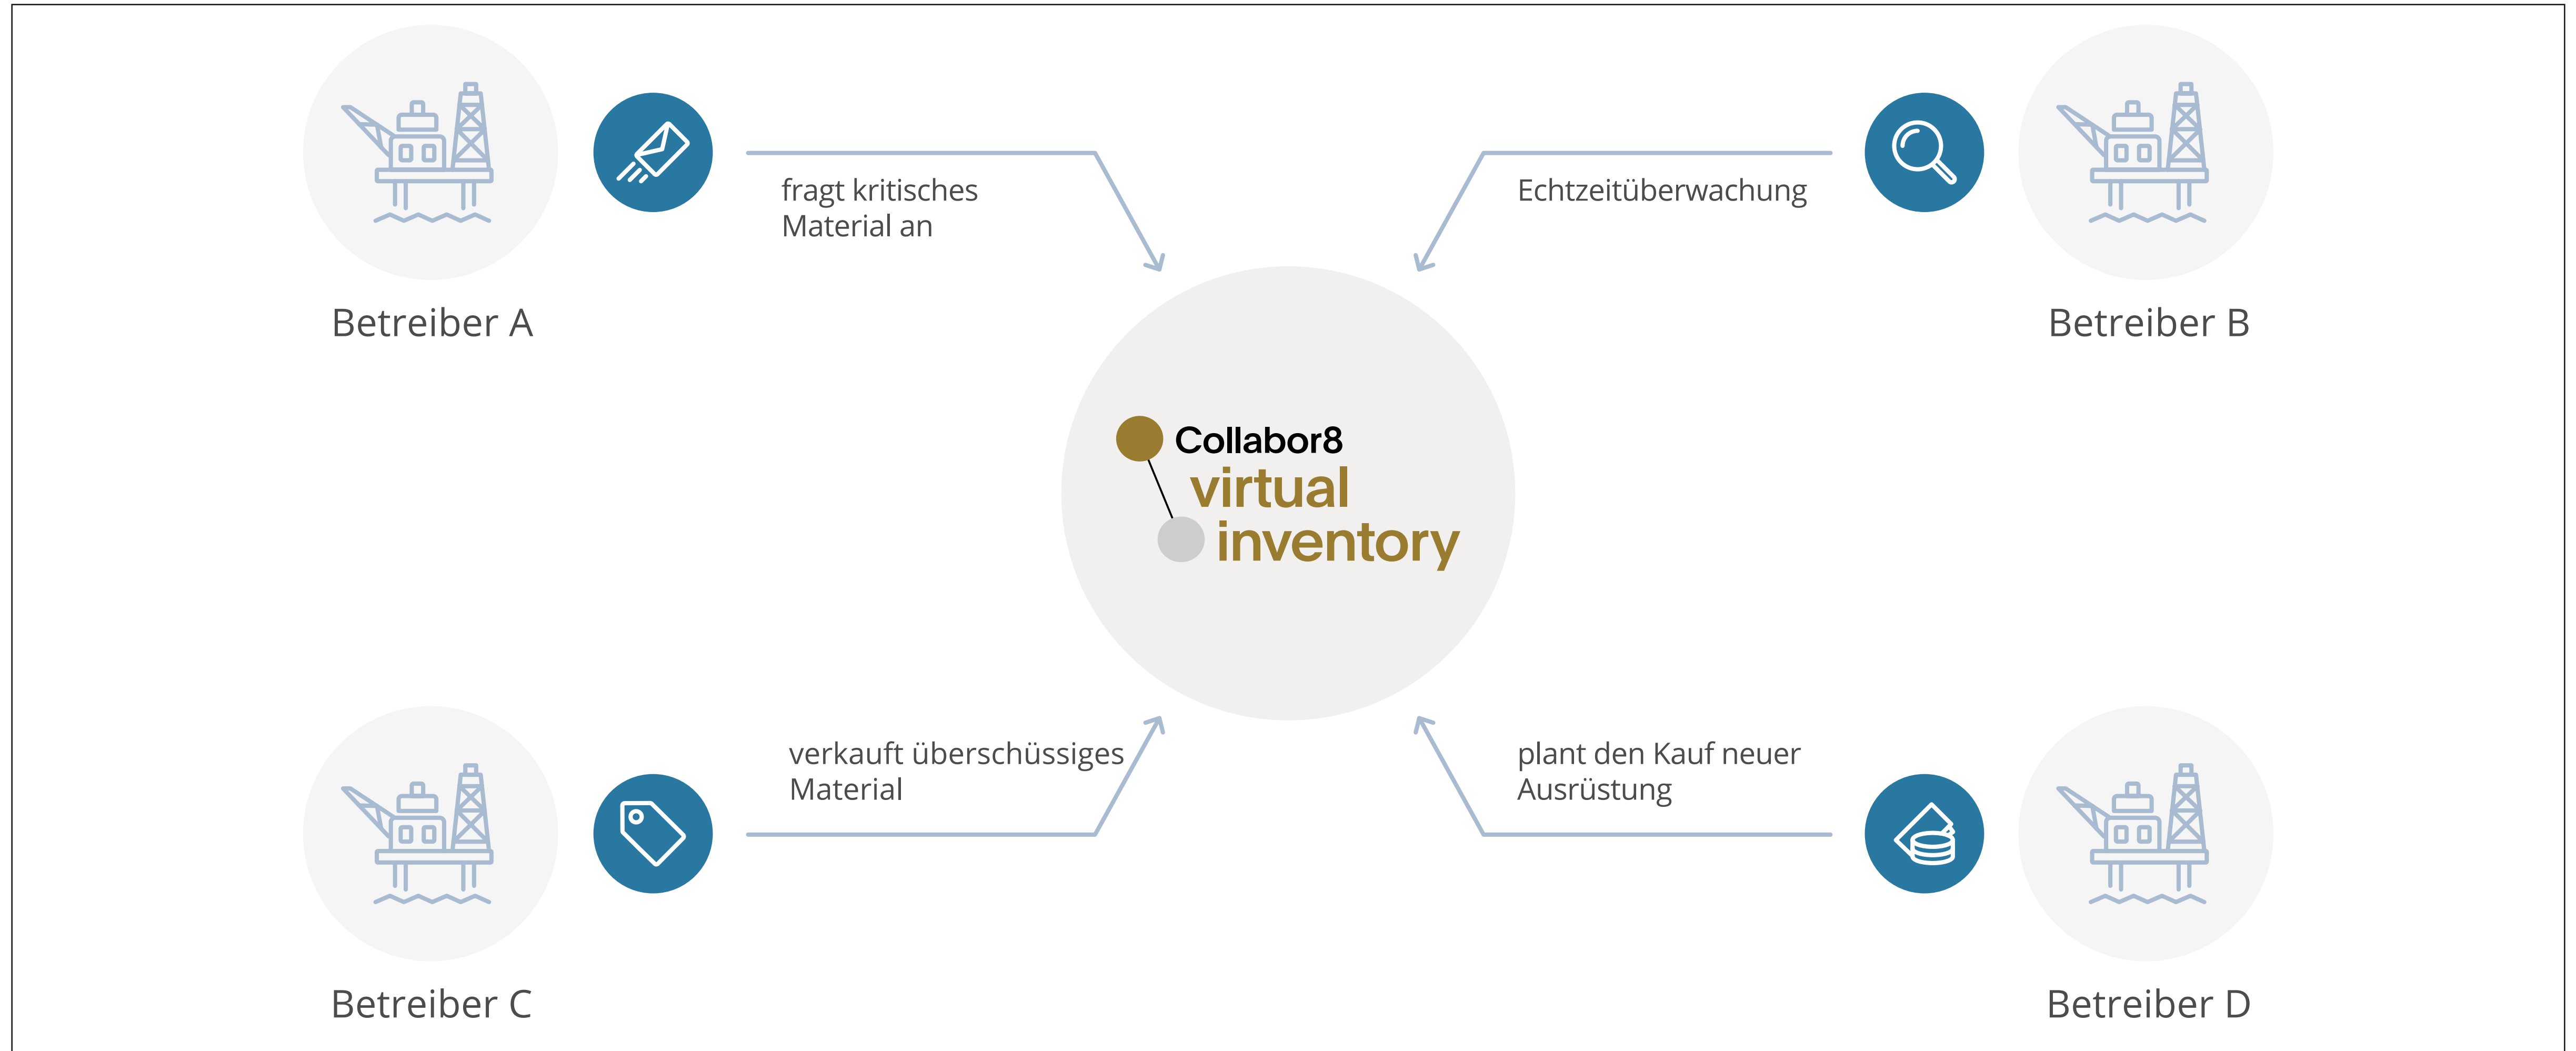 fragt kritisches
Material an
Echtzeitüberwachung
Betreiber A
Betreiber B
Collabor8
virtual
inventory
verkauft überschüssiges
Material
plant den Kauf neuer
Ausrüstung
Betreiber C
Betreiber D